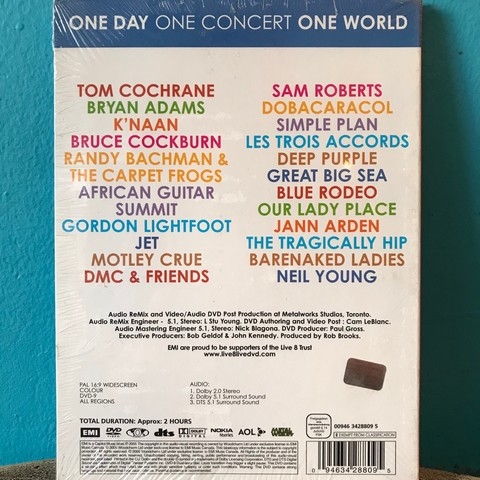 ONE DAY ONE CONCERT ONE WORLD
TOM COCHRANE
BRYAN ADAMS
K'NAAN
BRUCE COCKBURN
RANDY BACHMAN &
THE CARPET FROGS
AFRICAN GUITAR
SUMMIT
GORDON LIGHTFOOT
JET
MOTLEY CRUE
DMC & FRIENDS
SAM ROBERTS
DOBACARACOL
SIMPLE PLAN
LES TROIS ACCORDS
DEEP PURPLE
GREAT BIG SEA
BLUE RODEO
OUR LADY PLACE
JANN ARDEN
THE TRAGICALLY HIP
BARENAKED LADIES
NEIL YOUNG
Audio ReMix and Video/Audio DVD Post Production at Metalworks Studios, Toronto.
Audio ReMix Engineer - 5.1, Stereo: L Stu Young, DVD Authoring and Video Post : Cam LeBlanc.
Audio Mastering Engineer 5.1, Stereo: Nick Blagona. DVD Producer: Paul Gross.
Executive Producers: Bob Geldof & John Kennedy. Produced by Rob Brooks.
EMI are proud to be supporters of the Live 8 Trust
www.live8livedvd.com
PAL 16:9 WIDESCREEN
COLOUR
DVD-9
ALL REGIONS
AUDIO:
1. Dolby 2.0 Stereo
2. Dolby 5.1 Surround Sound
3. DTS 5.1 Surround Sound
TOTAL DURATION: Approx: 2 HOURS
00946 3428809 5
E EXEMPT FROM CLASSIFICATION
EMI DVD VIDEO dts DOLBY DIGITAL NOKIA AOL
0 94634 28809 5